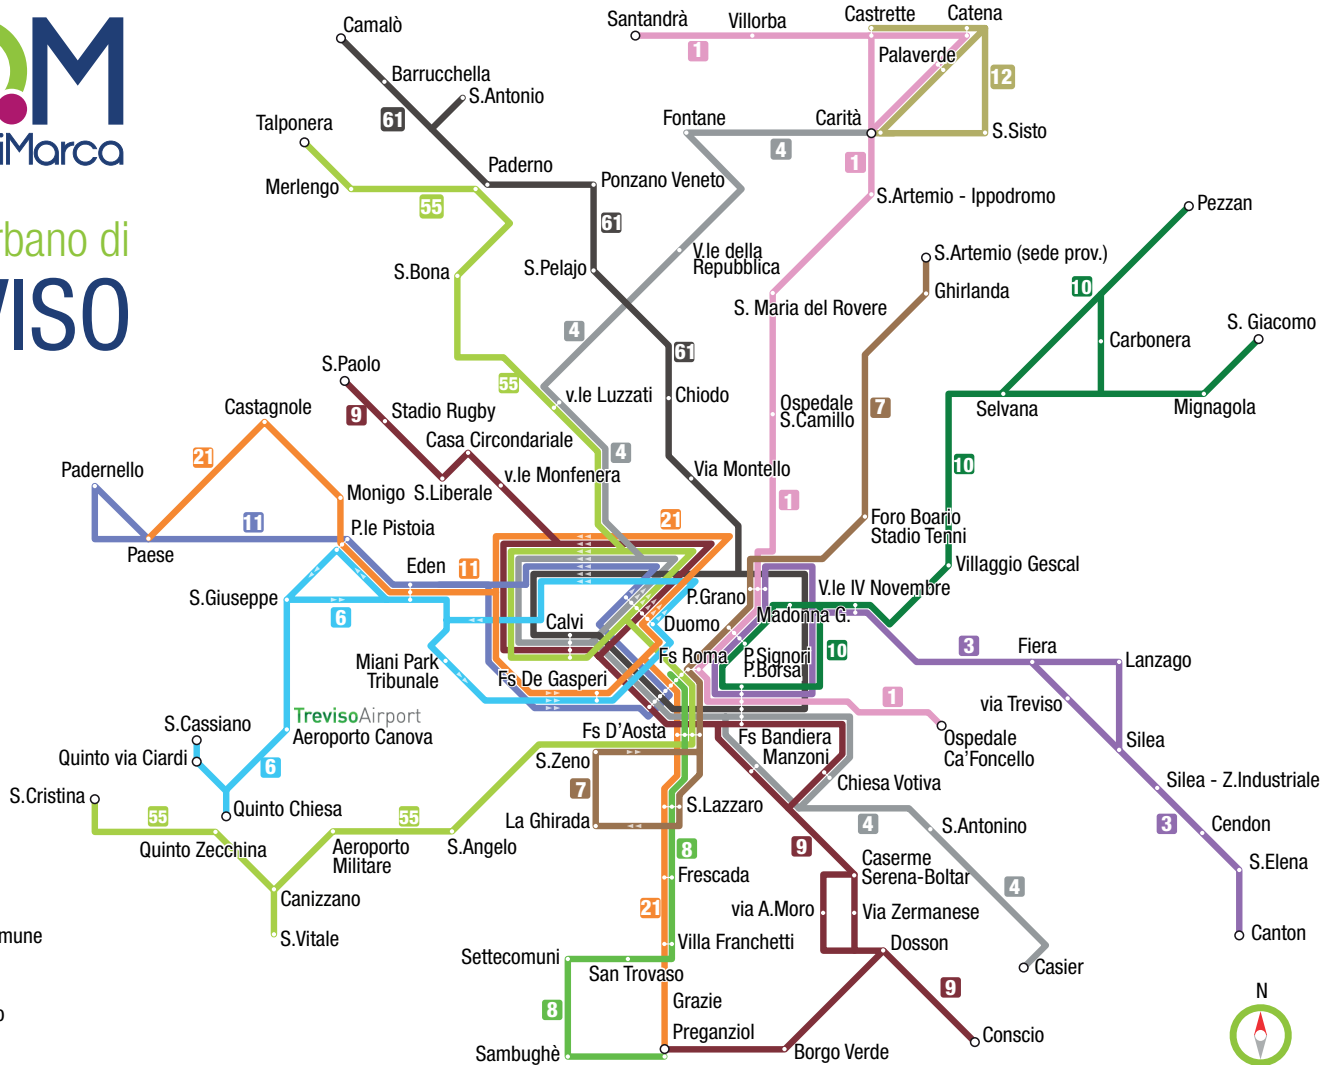 M
iMarca
rbano di
VISO
Camalò
Barrucchella
S.Antonio
61
Talponera
Merlengo
55
Paderno
Ponzano Veneto
61
S.Bona
S.Pelajo
Santandrà
Villorba
Castrette
Catena
1
Palaverde
12
Fontane
Carità
S.Sisto
4
1
S.Artemio - Ippodromo
V.le della
Repubblica
S.Artemio (sede prov.)
Ghirlanda
S. Maria del Rovere
Pezzan
10
Carbonera
S. Giacomo
Selvana
Mignagola
4
61
55
v.le Luzzati
Chiodo
Ospedale
S.Camillo
7
S.Paolo
9
Stadio Rugby
Casa Circondariale
S.Liberale
v.le Monfenera
4
Via Montello
1
10
Castagnole
21
Padernello
Monigo
11
P.le Pistoia
Paese
21
Foro Boario
Stadio Tenni
Villaggio Gescal
Eden
11
S.Giuseppe
6
Calvi
P.Grano
V.le IV Novembre
Madonna G.
Duomo
Fs Roma
P.Signori
P.Borsa
10
3
Fiera
Lanzago
Miani Park
Tribunale
Fs De Gasperi
via Treviso
1
S.Cassiano
TrevisoAirport
Aeroporto Canova
Quinto via Ciardi
6
Fs D'Aosta
Fs Bandiera
Manzoni
Ospedale
Ca'Foncello
Silea
S.Zeno
7
Chiesa Votiva
Silea - Z.Industriale
S.Cristina
Quinto Chiesa
55
55
La Ghirada
S.Lazzaro
4
S.Antonino
3
Cendon
Quinto Zecchina
Aeroporto
Militare
S.Angelo
8
9
Caserme
Serena-Boltar
4
S.Elena
Canizzano
Frescada
21
via A.Moro
Via Zermanese
S.Vitale
mune
Villa Franchetti
Dosson
Canton
Settecomuni
San Trovaso
Casier
8
Grazie
9
N
o
Preganziol
Conscio
Sambughè
Borgo Verde